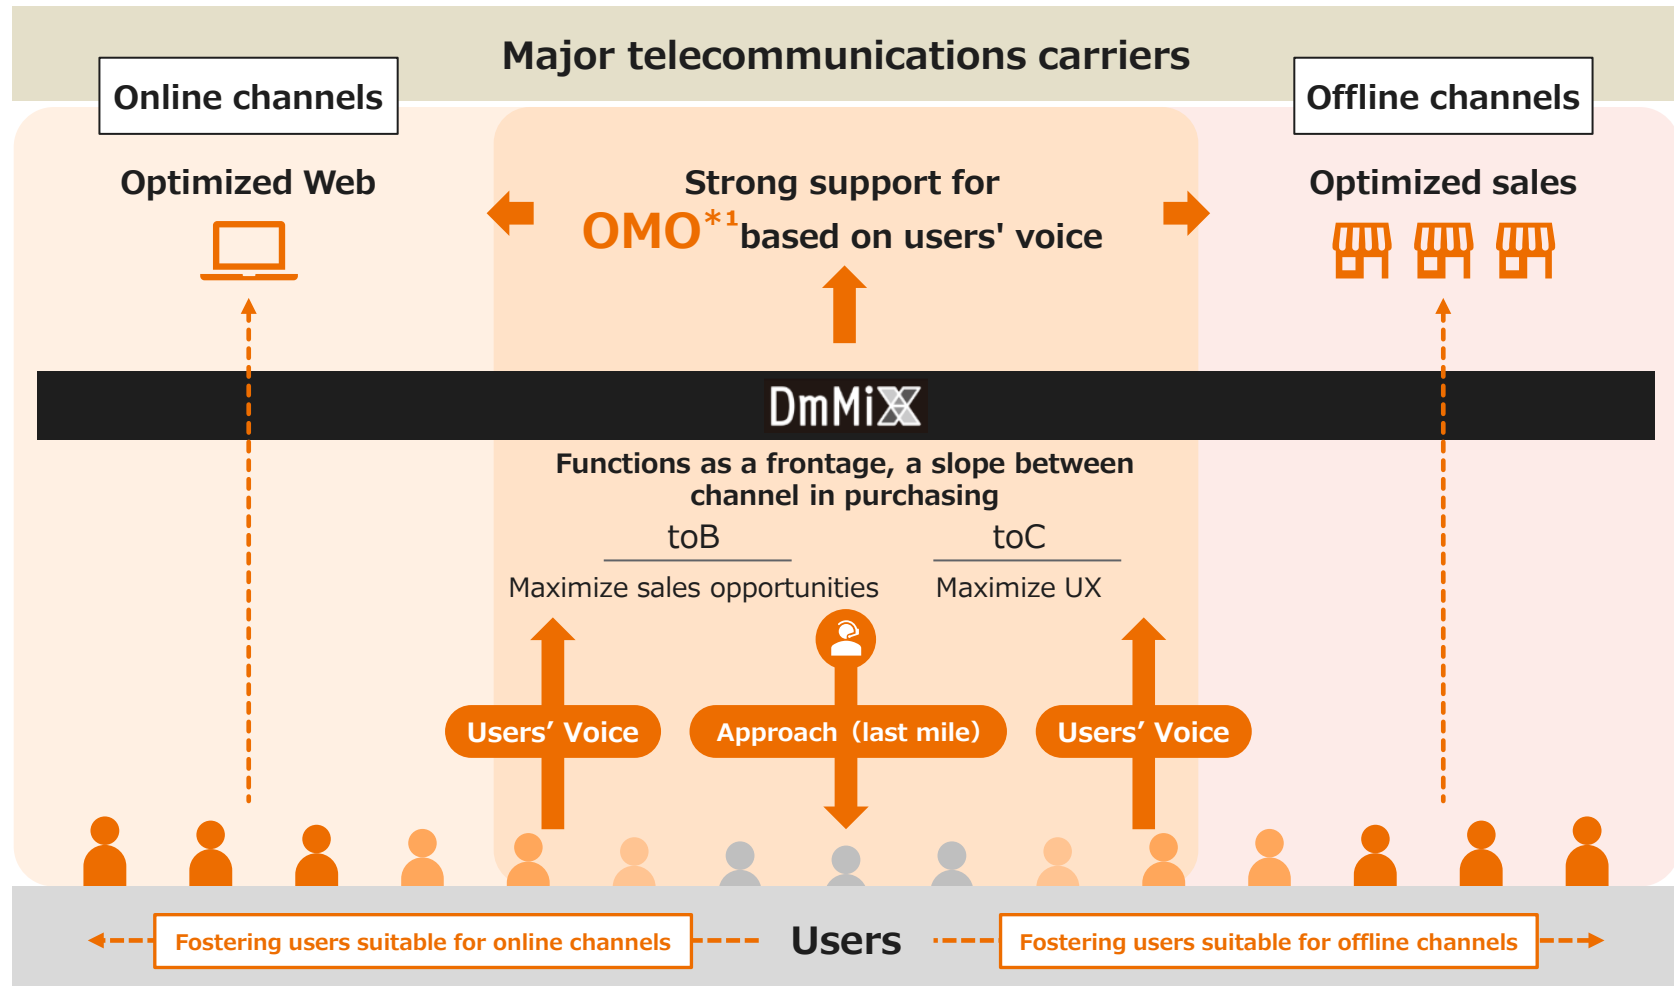 Major telecommunications carriers
Online channels
Offline channels
Optimized Web
Strong support for
OMO*1 based on users' voice
Optimized sales
DmMiX
Functions as a frontage, a slope between
channel in purchasing
toB
toC
Maximize sales opportunities
Maximize UX
Users’ Voice
Approach（last mile）
Users’ Voice
Fostering users suitable for online channels
Users
Fostering users suitable for offline channels